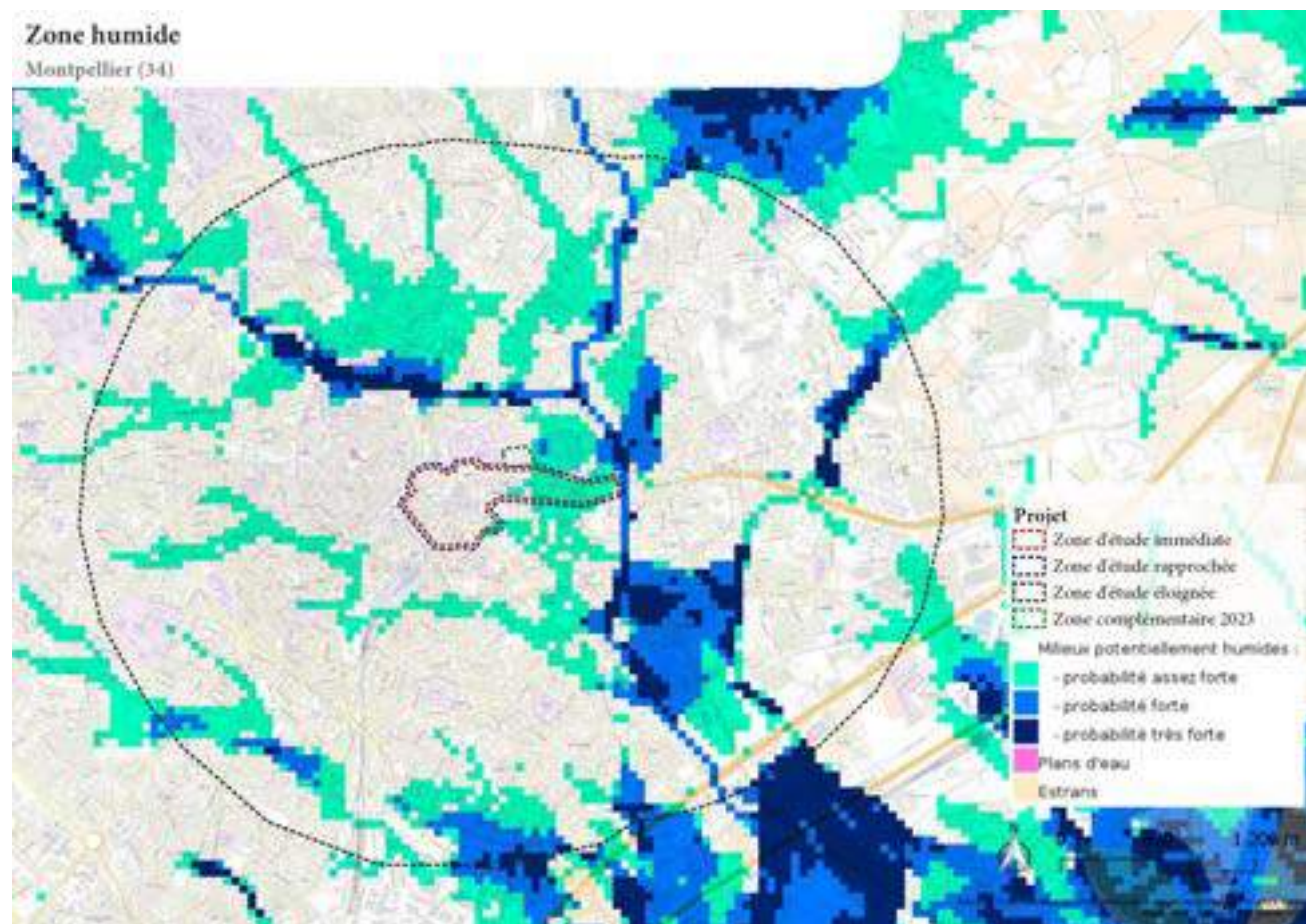 Zone humide
Montpellier (34)
Projet
Zone d'étude immédiate
Zone d'étude rapprochée
Zone d'étude éloignée
Zone complémentaire 2023
Milieux potentiellement humides :
- probabilité assez forte
- probabilité forte
- probabilité très forte
Plans d'eau
Estrans